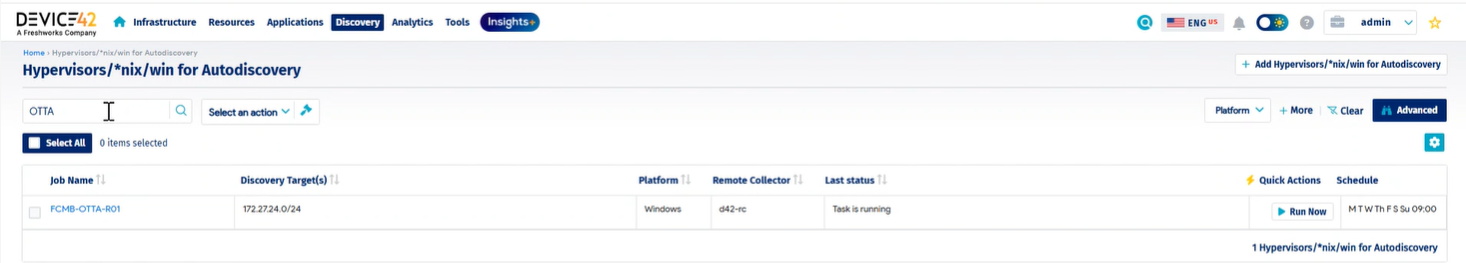 DEVICE42 Infrastructure Resources Applications Discovery Analytics Tools Insights+ ENG US admin
A Freshworks Company
Home › Hypervisors/*nix/win for Autodiscovery
Hypervisors/*nix/win for Autodiscovery + Add Hypervisors/*nix/win for Autodiscovery
OTTA Select an action Platform + More Clear Advanced
Select All 0 items selected
Job Name Discovery Target(s) Platform Remote Collector Last status Quick Actions Schedule
FCMB-OTTA-R01 172.27.24.0/24 Windows d42-rc Task is running Run Now M T W Th F S Su 09:00
1 Hypervisors/*nix/win for Autodiscovery